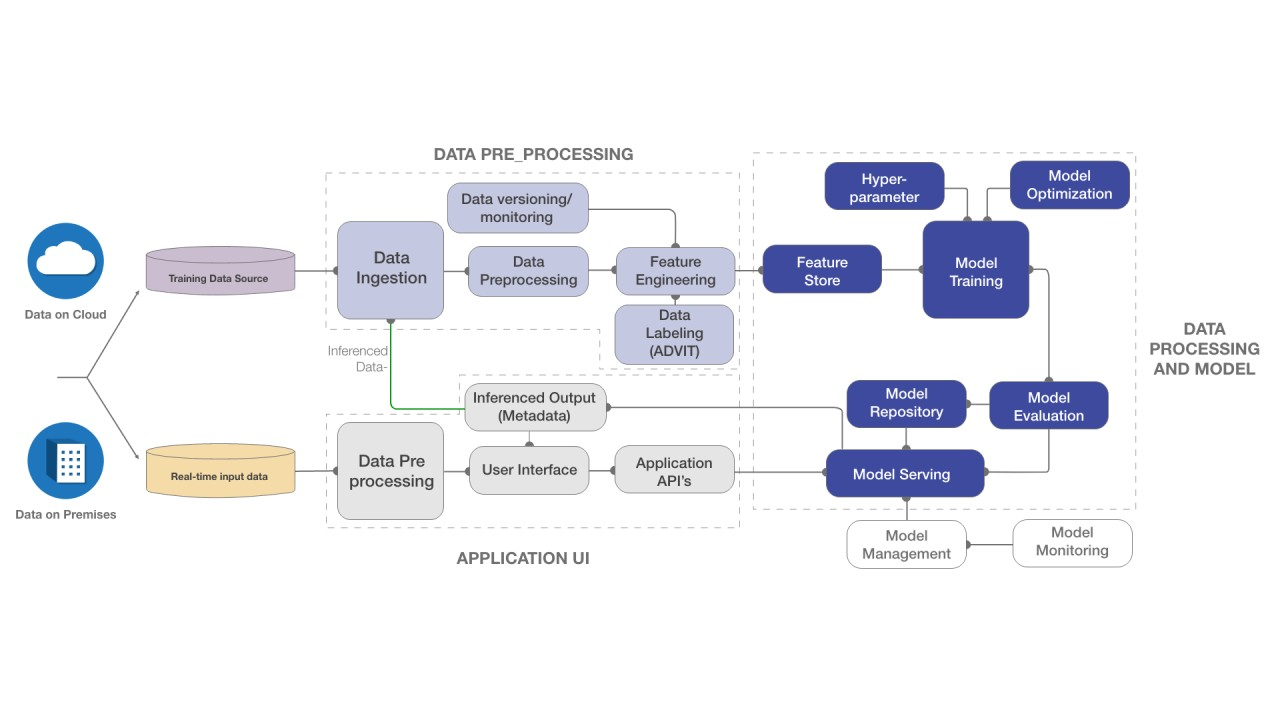 DATA PRE_PROCESSING
Data versioning/
monitoring
Data
Ingestion
Data
Preprocessing
Feature
Engineering
Data
Labeling
(ADVIT)
Data on Cloud
Training Data Source
Inferenced
Data-
Hyper-
parameter
Model
Optimization
Feature
Store
Model
Training
DATA
PROCESSING
AND MODEL
Inferenced Output
(Metadata)
Model
Repository
Model
Evaluation
Data on Premises
Real-time input data
Data Pre
processing
User Interface
Application
API's
Model Serving
Model
Management
Model
Monitoring
APPLICATION UI